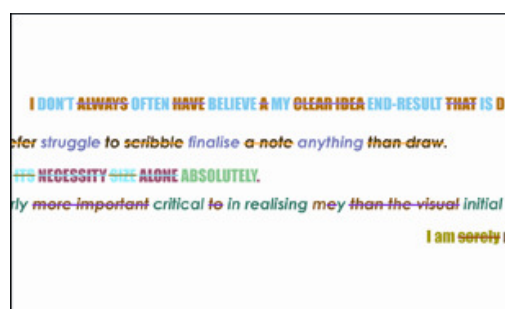 I DON'T ALWAYS OFTEN HAVE BELIEVE A MY CLEAR IDEA END-RESULT THAT IS D
efer struggle to scribble finalise a note anything than draw.
ITS NECESSITY SIZE ALONE ABSOLUTELY.
rly more important critical to in realising mey than the visual initial
I am sorely